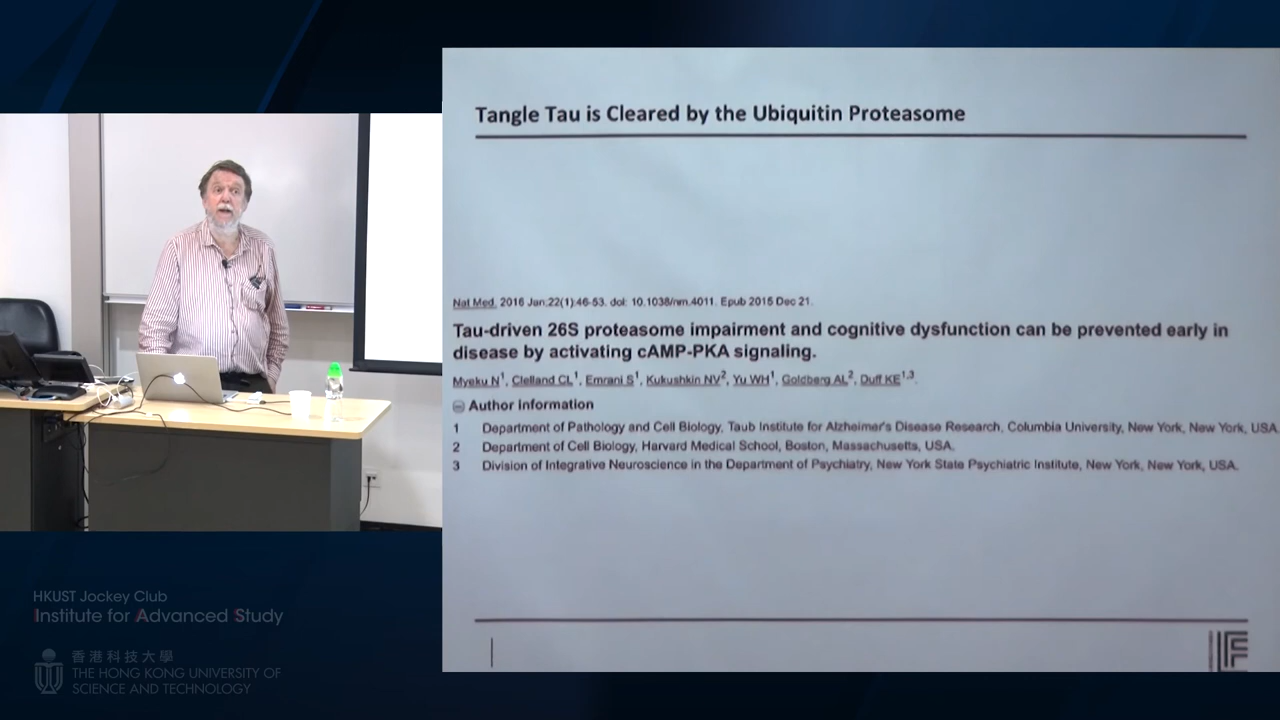 Tangle Tau is Cleared by the Ubiquitin Proteasome
Nat Med. 2016 Jan;22(1):46-53. doi: 10.1038/nm.4011. Epub 2015 Dec 21.
Tau-driven 26S proteasome impairment and cognitive dysfunction can be prevented early in
disease by activating cAMP-PKA signaling.
Myeku N1, Clelland CL1, Emrani S1, Kukushkin NV2, Yu WH1, Goldberg AL2, Duff KE1,3.
Author information
1 Department of Pathology and Cell Biology, Taub Institute for Alzheimer's Disease Research, Columbia University, New York, New York, USA
2 Department of Cell Biology, Harvard Medical School, Boston, Massachusetts, USA.
3 Division of Integrative Neuroscience in the Department of Psychiatry, New York State Psychiatric Institute, New York, New York, USA.
HKUST Jockey Club
Institute for Advanced Study
香港科技大學
THE HONG KONG UNIVERSITY OF
SCIENCE AND TECHNOLOGY